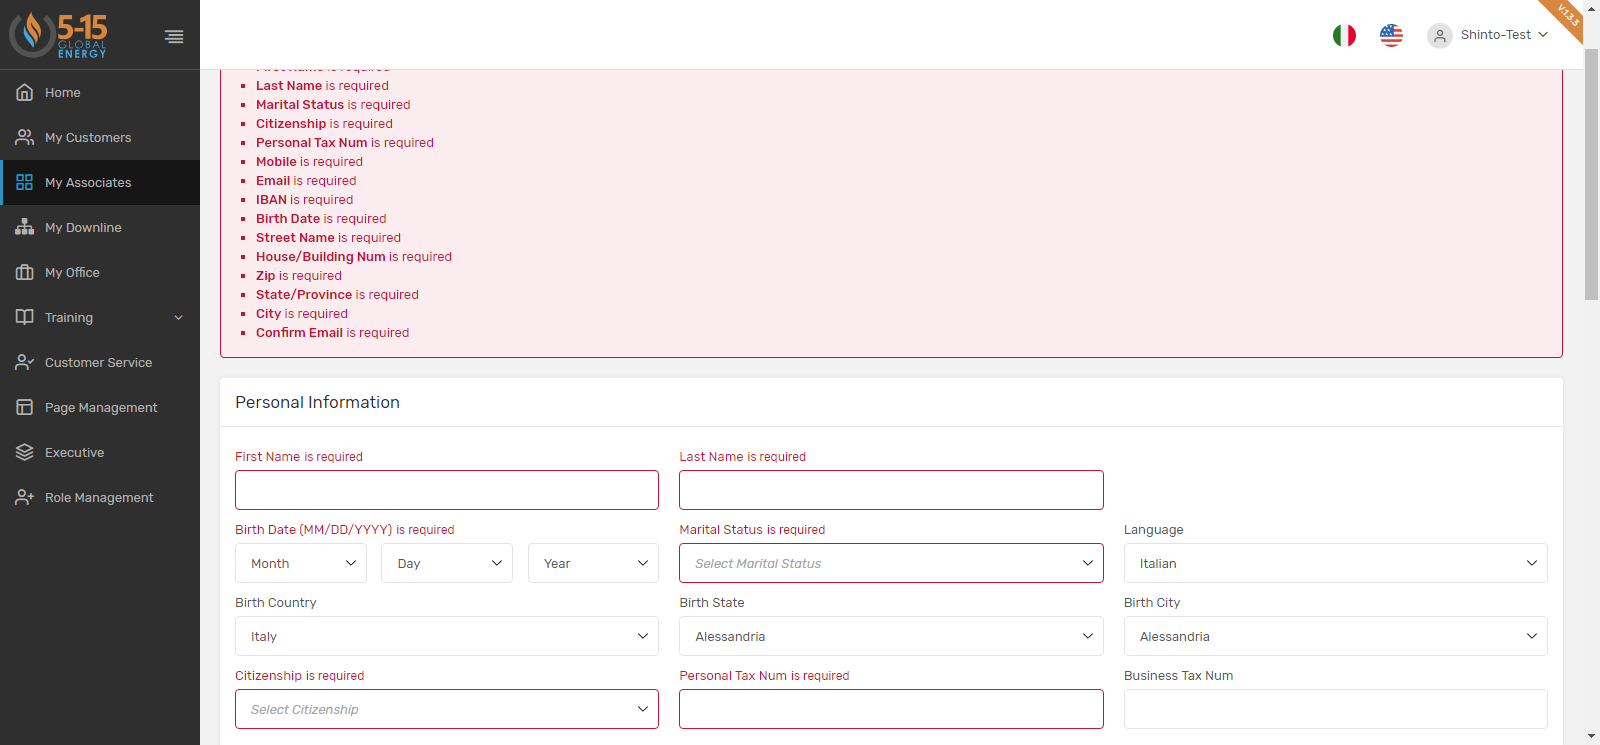 5-15
GLOBAL
ENERGY
Shinto-Test
V.1.3.3
Home
My Customers
My Associates
My Downline
My Office
Training
Customer Service
Page Management
Executive
Role Management
First Name is required
Last Name is required
Marital Status is required
Citizenship is required
Personal Tax Num is required
Mobile is required
Email is required
IBAN is required
Birth Date is required
Street Name is required
House/Building Num is required
Zip is required
State/Province is required
City is required
Confirm Email is required
Personal Information
First Name is required
Last Name is required
Birth Date (MM/DD/YYYY) is required
Marital Status is required
Language
Month
Day
Year
Select Marital Status
Italian
Birth Country
Birth State
Birth City
Italy
Alessandria
Alessandria
Citizenship is required
Personal Tax Num is required
Business Tax Num
Select Citizenship